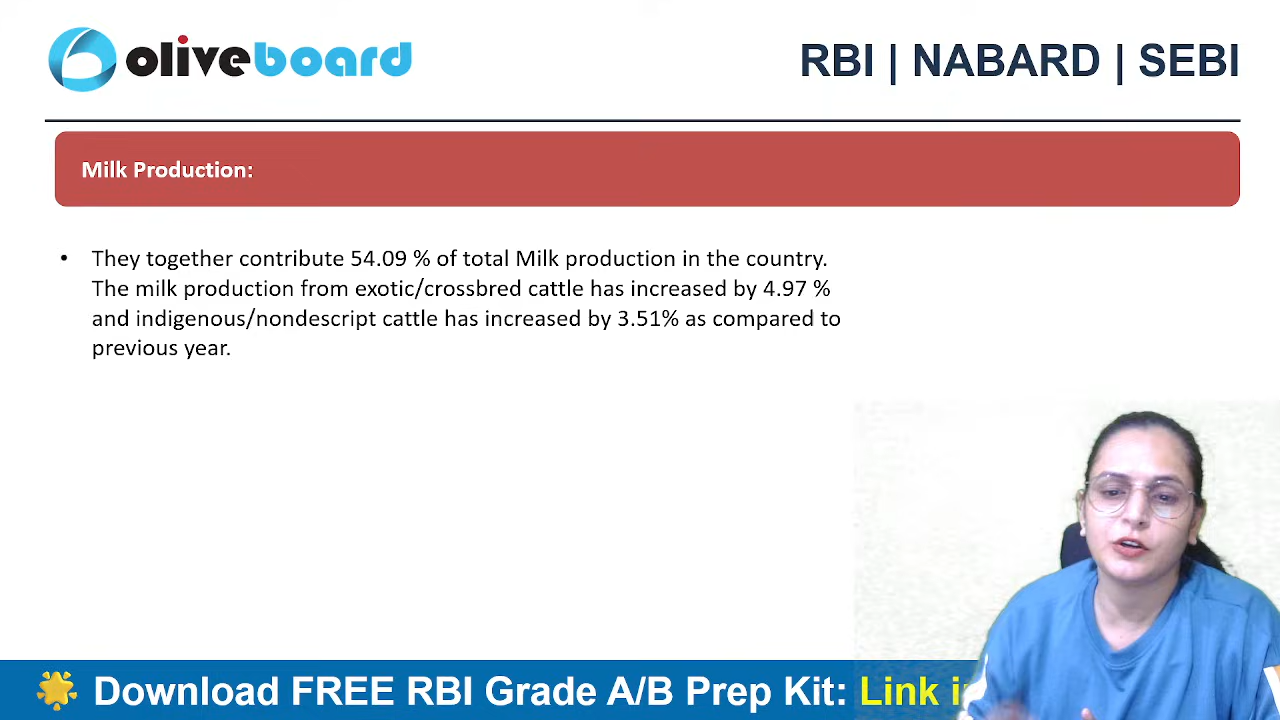 oliveboard
RBI | NABARD | SEBI
Milk Production:
• They together contribute 54.09 % of total Milk production in the country.
The milk production from exotic/crossbred cattle has increased by 4.97 %
and indigenous/nondescript cattle has increased by 3.51% as compared to
previous year.
Download FREE RBI Grade A/B Prep Kit: Link